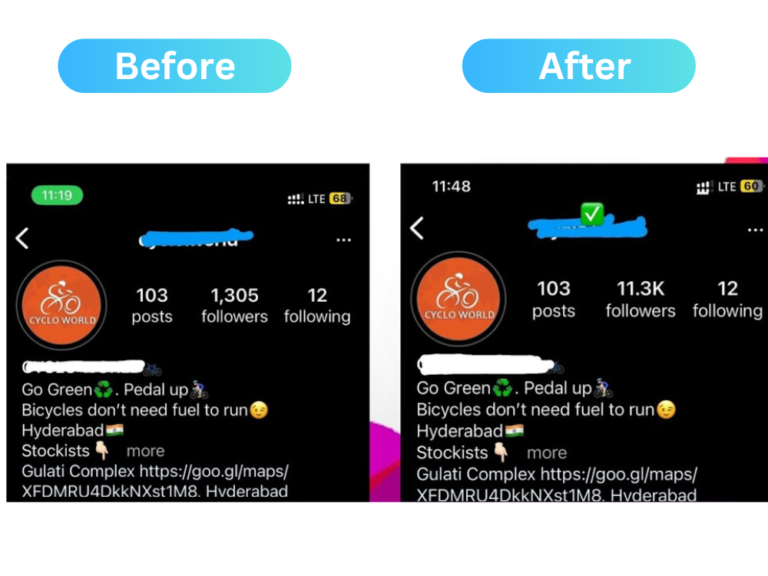 Before
After
11:19
LTE 68
...
CYCLO WORLD
103
posts
1,305
followers
12
following
Go Green♻️. Pedal up🚴
Bicycles don't need fuel to run😉
Hyderabad🇮🇳
Stockists👇🏻 more
Gulati Complex https://goo.gl/maps/
XFDMRU4DkkNXst1M8, Hyderabad
11:48
LTE 60
...
CYCLO WORLD
103
posts
11.3K
followers
12
following
Go Green♻️. Pedal up🚴
Bicycles don't need fuel to run😉
Hyderabad🇮🇳
Stockists👇🏻 more
Gulati Complex https://goo.gl/maps/
XFDMRU4DkkNXst1M8, Hyderabad